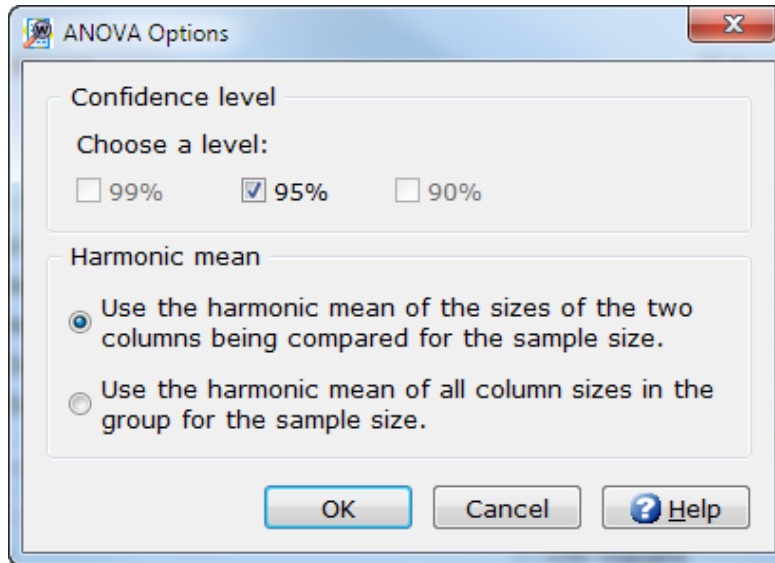 ANOVA Options
Confidence level
Choose a level:
99% 95% 90%
Harmonic mean
Use the harmonic mean of the sizes of the two
columns being compared for the sample size.
Use the harmonic mean of all column sizes in the
group for the sample size.
OK Cancel Help